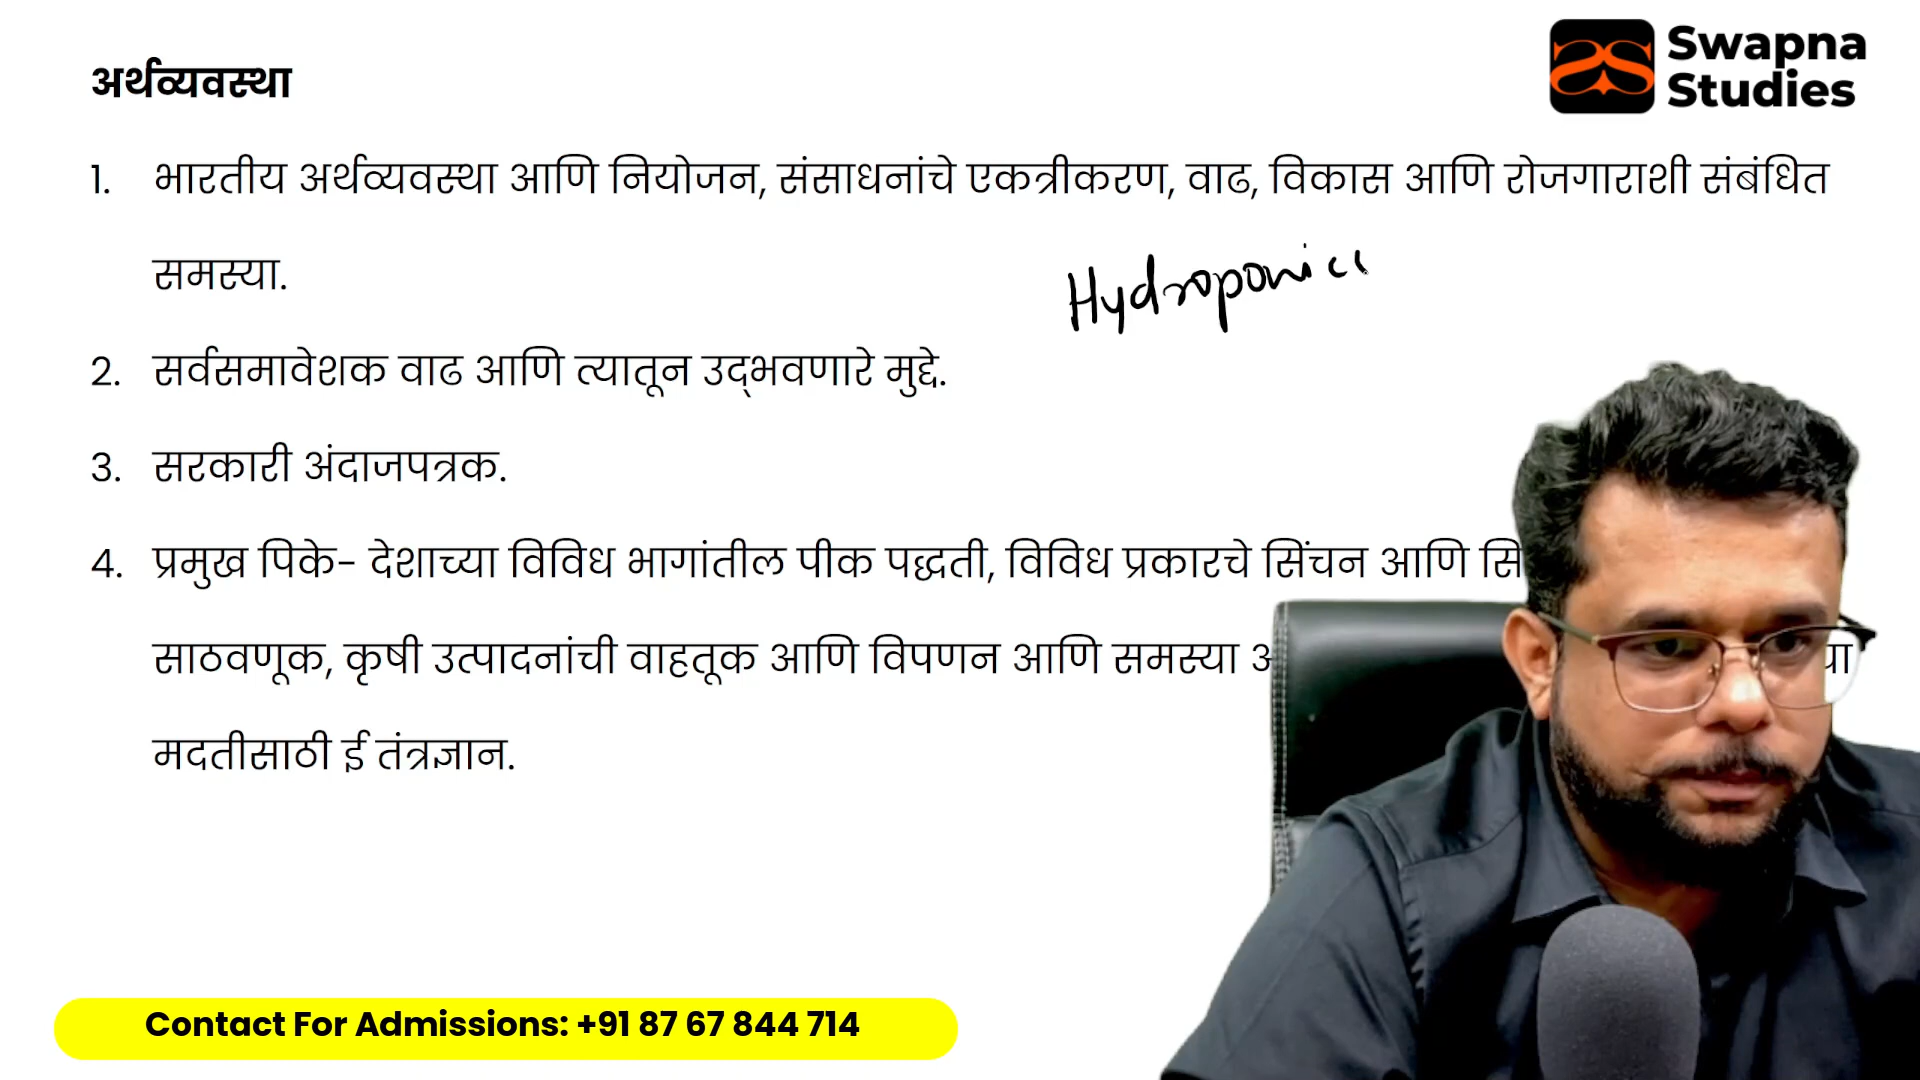 अर्थव्यवस्था
Swapna
Studies
1. भारतीय अर्थव्यवस्था आणि नियोजन, संसाधनांचे एकत्रीकरण, वाढ, विकास आणि रोजगाराशी संबंधित
समस्या.
Hydroponics
2. सर्वसमावेशक वाढ आणि त्यातून उद्‌भवणारे मुद्दे.
3. सरकारी अंदाजपत्रक.
4. प्रमुख पिके- देशाच्या विविध भागांतील पीक पद्धती, विविध प्रकारचे सिंचन आणि
साठवणूक, कृषी उत्पादनांची वाहतूक आणि विपणन आणि समस्या
मदतीसाठी ई तंत्रज्ञान.
Contact For Admissions: +91 87 67 844 714